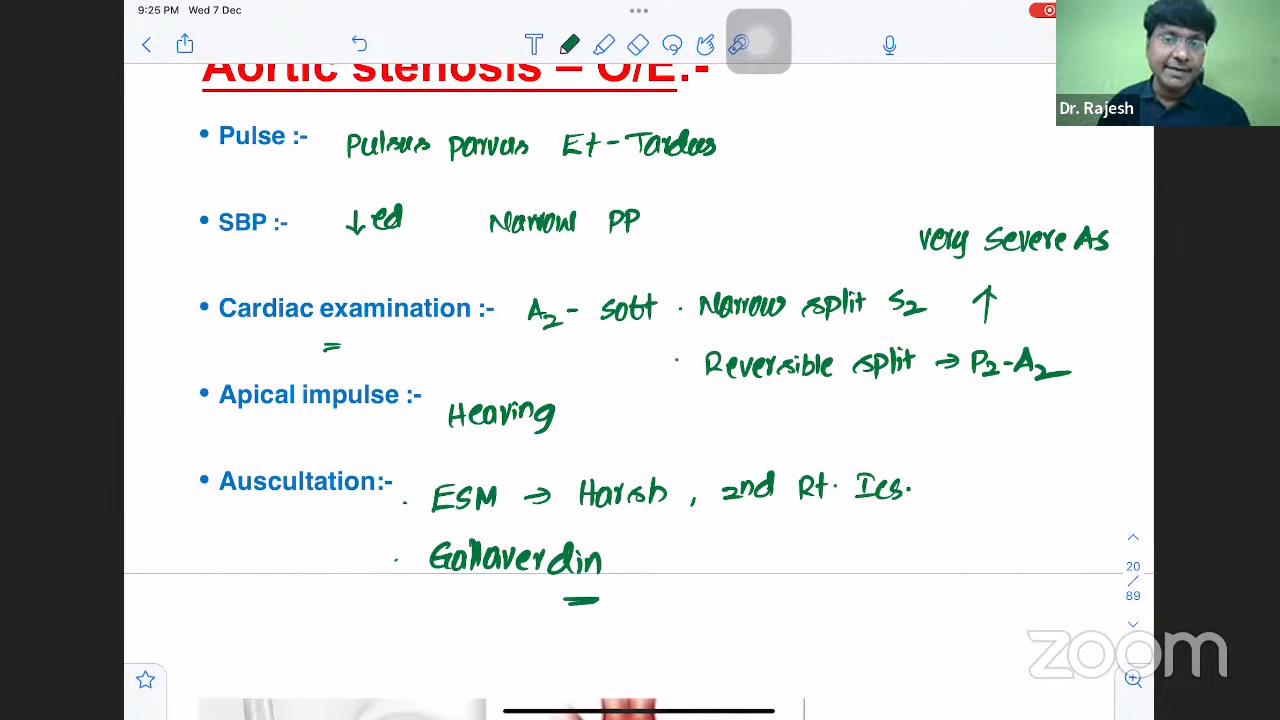 9:25 PM Wed 7 Dec
Dr. Rajesh
Aortic stenosis – O/E:-
• Pulse :- Pulsus parvus Et - Tardus
• SBP :- ↓ed Narrow PP
very severe As
• Cardiac examination :- A2 - soft · Narrow split S2 ↑
· Reversible split → P2-A2
• Apical impulse :- Heaving
• Auscultation:- · ESM → Harsh, 2nd Rt. Ics.
· Gallaverdin
20
/
89
zoom